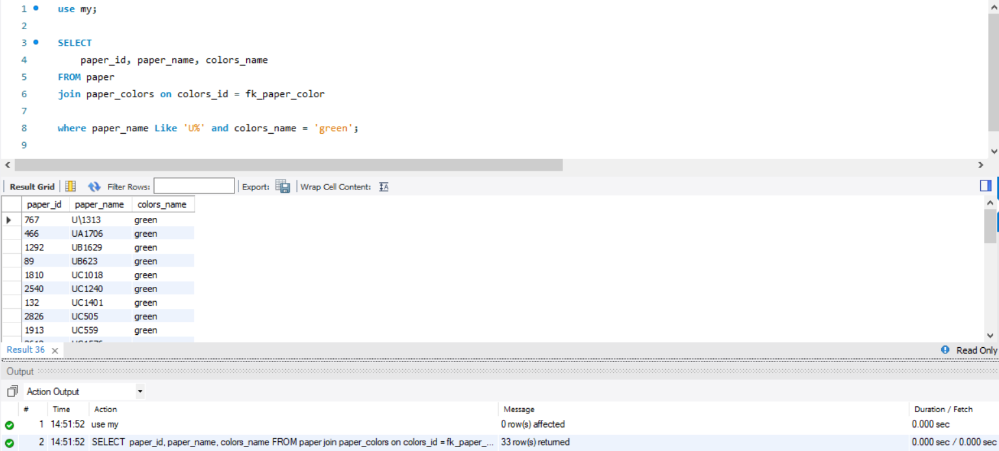 1 use my;
2
3 SELECT
4 paper_id, paper_name, colors_name
5 FROM paper
6 join paper_colors on colors_id = fk_paper_color
7
8 where paper_name Like 'U%' and colors_name = 'green';
9
Result Grid Filter Rows: Export: Wrap Cell Content: IA
paper_id paper_name colors_name
767 U\1313 green
466 UA1706 green
1292 UB1629 green
89 UB623 green
1810 UC1018 green
2540 UC1240 green
132 UC1401 green
2826 UC505 green
1913 UC559 green
Result 36 Read Only
Output
Action Output
# Time Action Message Duration / Fetch
1 14:51:52 use my 0 row(s) affected 0.000 sec
2 14:51:52 SELECT paper_id, paper_name, colors_name FROM paper join paper_colors on colors_id = fk_paper_... 33 row(s) returned 0.000 sec / 0.000 sec